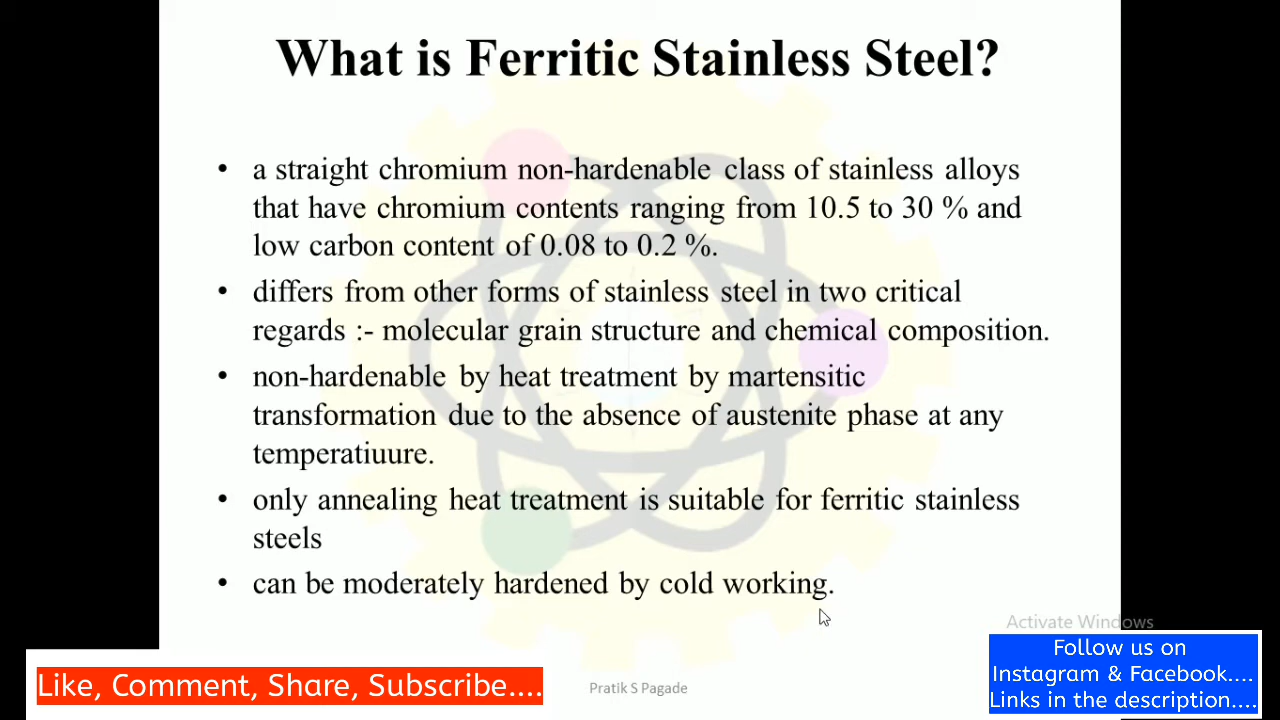 What is Ferritic Stainless Steel?
• a straight chromium non-hardenable class of stainless alloys
that have chromium contents ranging from 10.5 to 30 % and
low carbon content of 0.08 to 0.2 %.
• differs from other forms of stainless steel in two critical
regards :- molecular grain structure and chemical composition.
• non-hardenable by heat treatment by martensitic
transformation due to the absence of austenite phase at any
temperatiuure.
• only annealing heat treatment is suitable for ferritic stainless
steels
• can be moderately hardened by cold working.
Activate Windows
Follow us on
Instagram & Facebook....
Links in the description....
Like, Comment, Share, Subscribe....
Pratik S Pagade